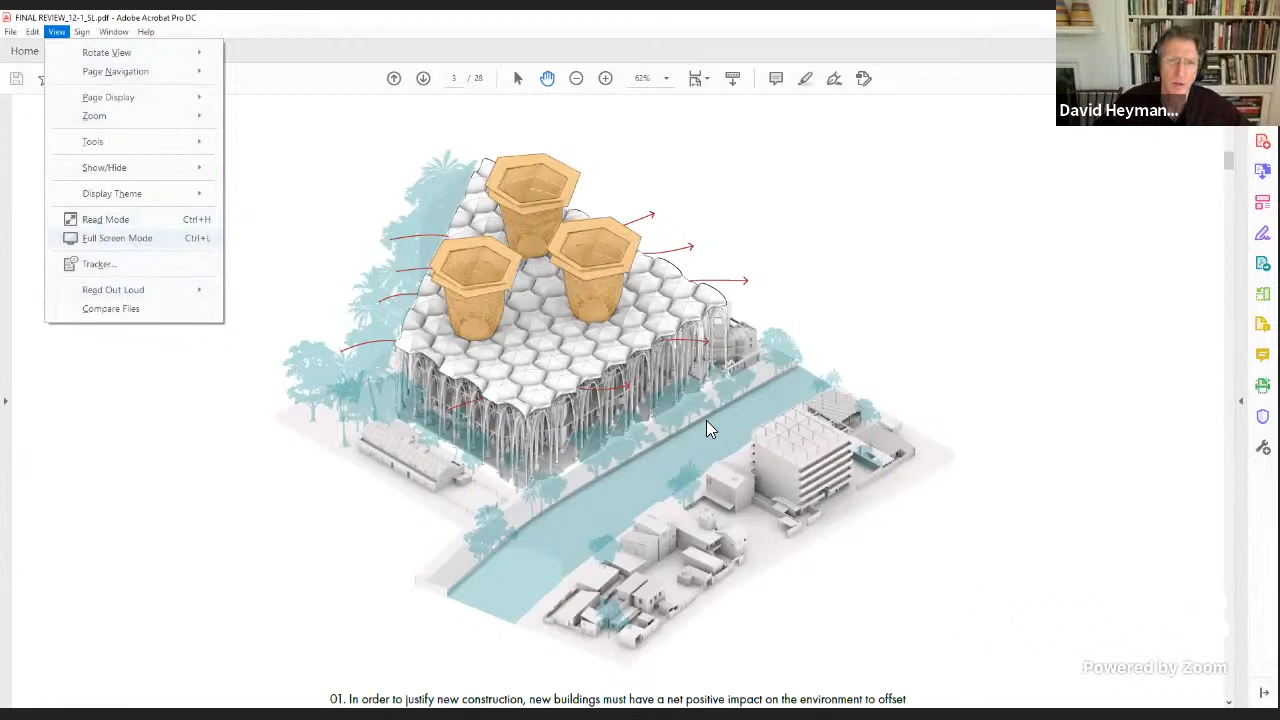 FINAL REVIEW_12-1_SL.pdf - Adobe Acrobat Pro DC
File Edit View Sign Window Help
Home
Rotate View
Page Navigation
Page Display
Zoom
Tools
Show/Hide
Display Theme
Read Mode Ctrl+H
Full Screen Mode Ctrl+L
Tracker...
Read Out Loud
Compare Files
3 / 28
62%
David Heyman...
01. In order to justify new construction, new buildings must have a net positive impact on the environment to offset
Powered by Zoom